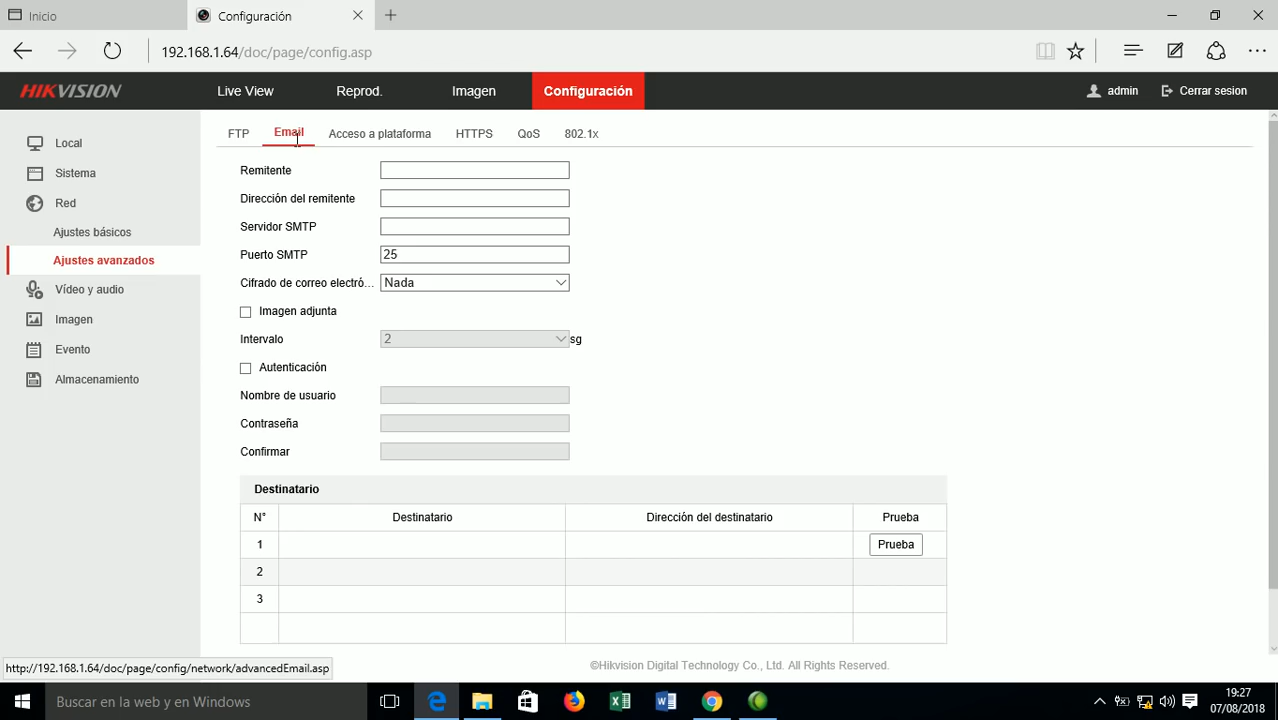 Inicio
Configuración
192.168.1.64/doc/page/config.asp
HIKVISION
Live View
Reprod.
Imagen
Configuración
admin
Cerrar sesion
Local
Sistema
Red
Ajustes básicos
Ajustes avanzados
Vídeo y audio
Imagen
Evento
Almacenamiento
FTP
Email
Acceso a plataforma
HTTPS
QoS
802.1x
Remitente
Dirección del remitente
Servidor SMTP
Puerto SMTP 25
Cifrado de correo electró... Nada
Imagen adjunta
Intervalo 2 sg
Autenticación
Nombre de usuario
Contraseña
Confirmar
Destinatario
N° Destinatario Dirección del destinatario Prueba
1 Prueba
2
3
©Hikvision Digital Technology Co., Ltd. All Rights Reserved.
http://192.168.1.64/doc/page/config/network/advancedEmail.asp
Buscar en la web y en Windows
19:27
07/08/2018